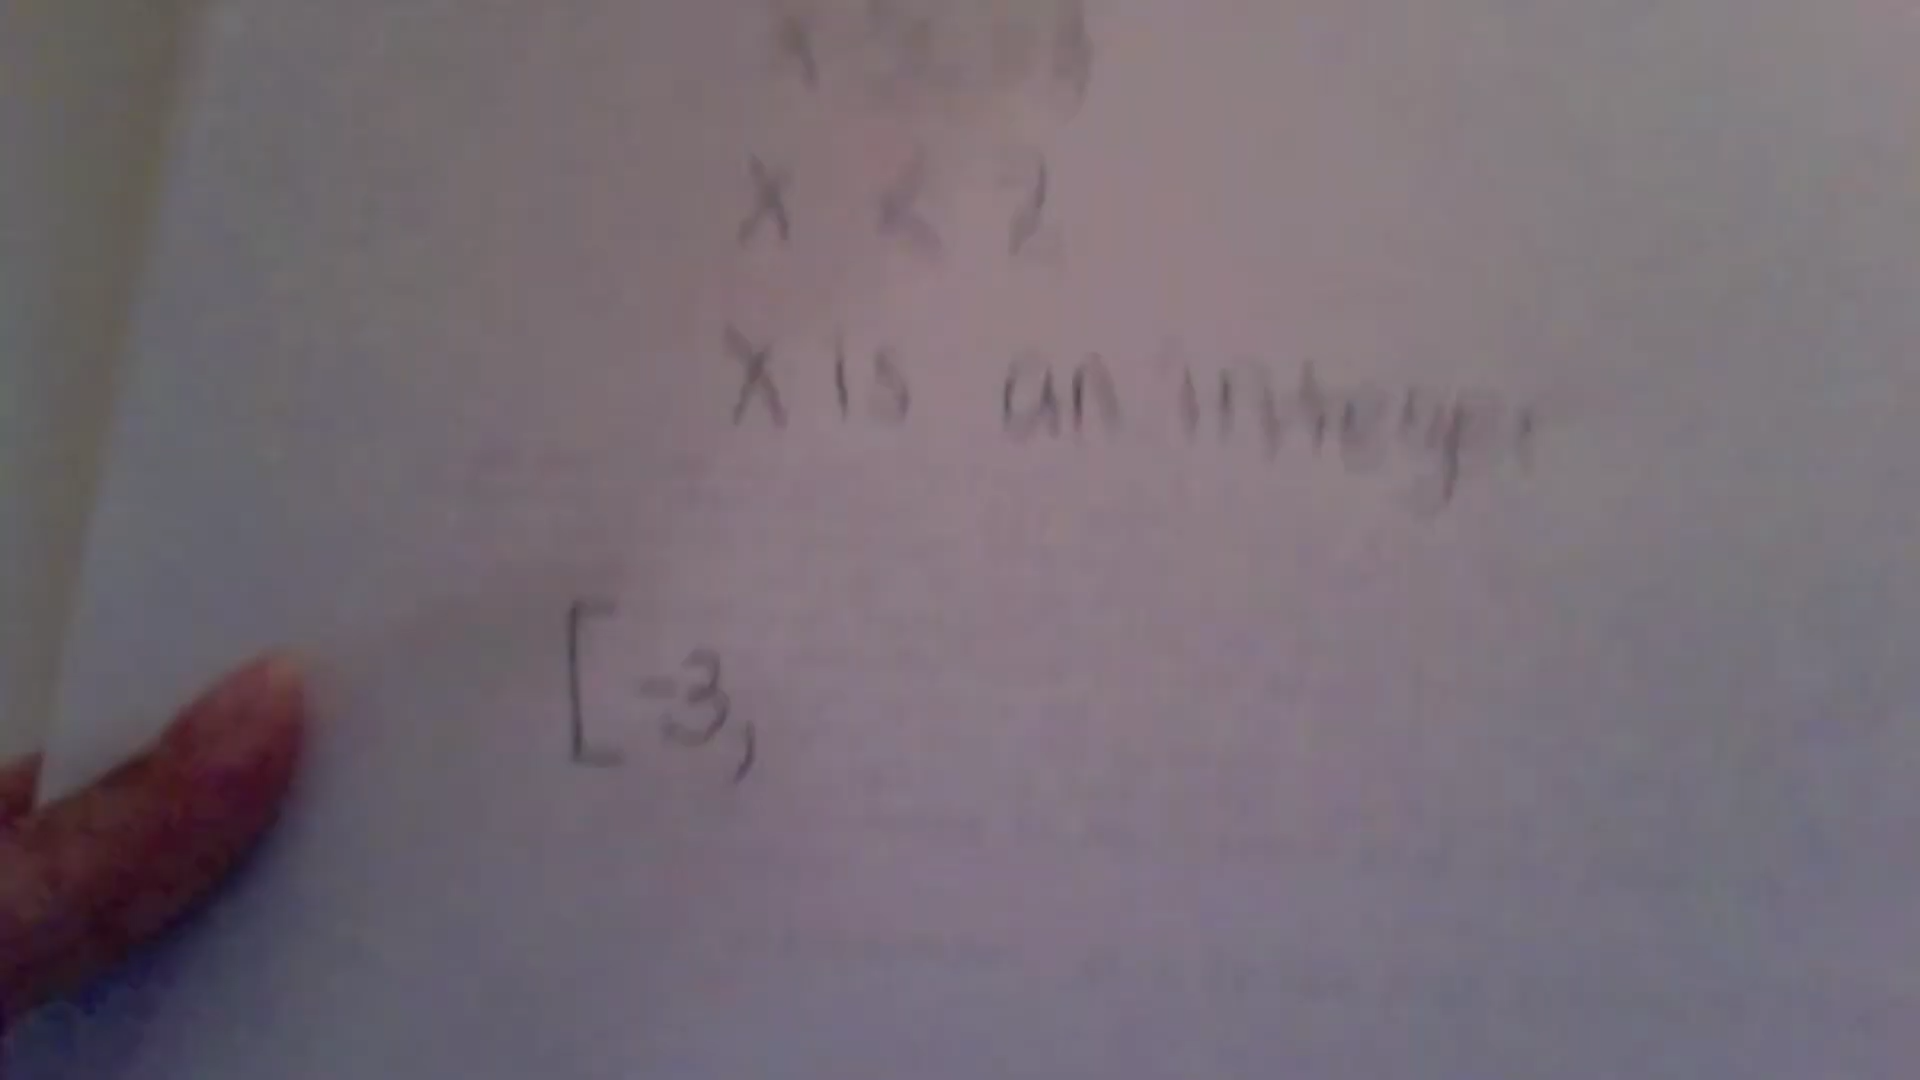 x < 2
x is an integer
[-3,